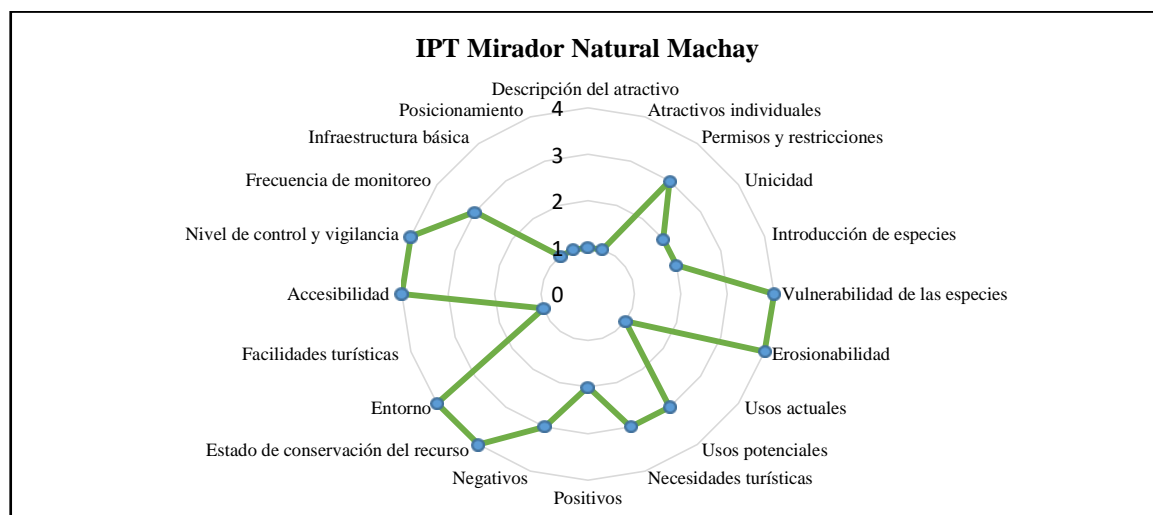 IPT Mirador Natural Machay
Descripción del atractivo
Atractivos individuales
Permisos y restricciones
Unicidad
Introducción de especies
Vulnerabilidad de las especies
Erosionabilidad
Usos actuales
Usos potenciales
Necesidades turísticas
Positivos
Negativos
Estado de conservación del recurso
Entorno
Facilidades turísticas
Accesibilidad
Nivel de control y vigilancia
Frecuencia de monitoreo
Infraestructura básica
Posicionamiento
4
3
2
1
0